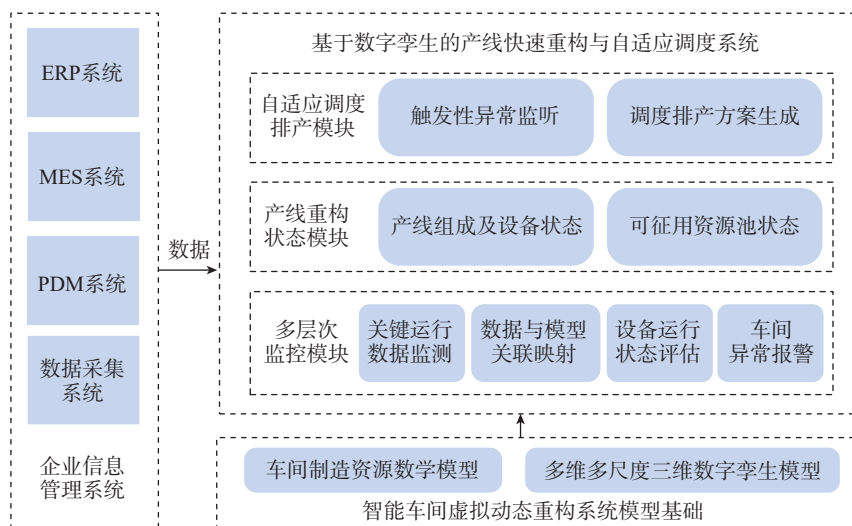 ERP系统
MES系统
PDM系统
数据采集
系统
企业信息
管理系统
数据
基于数字孪生的产线快速重构与自适应调度系统
自适应调度
排产模块
触发性异常监听
调度排产方案生成
产线重构
状态模块
产线组成及设备状态
可征用资源池状态
多层次
监控模块
关键运行
数据监测
数据与模型
关联映射
设备运行
状态评估
车间
异常报警
车间制造资源数学模型
多维多尺度三维数字孪生模型
智能车间虚拟动态重构系统模型基础